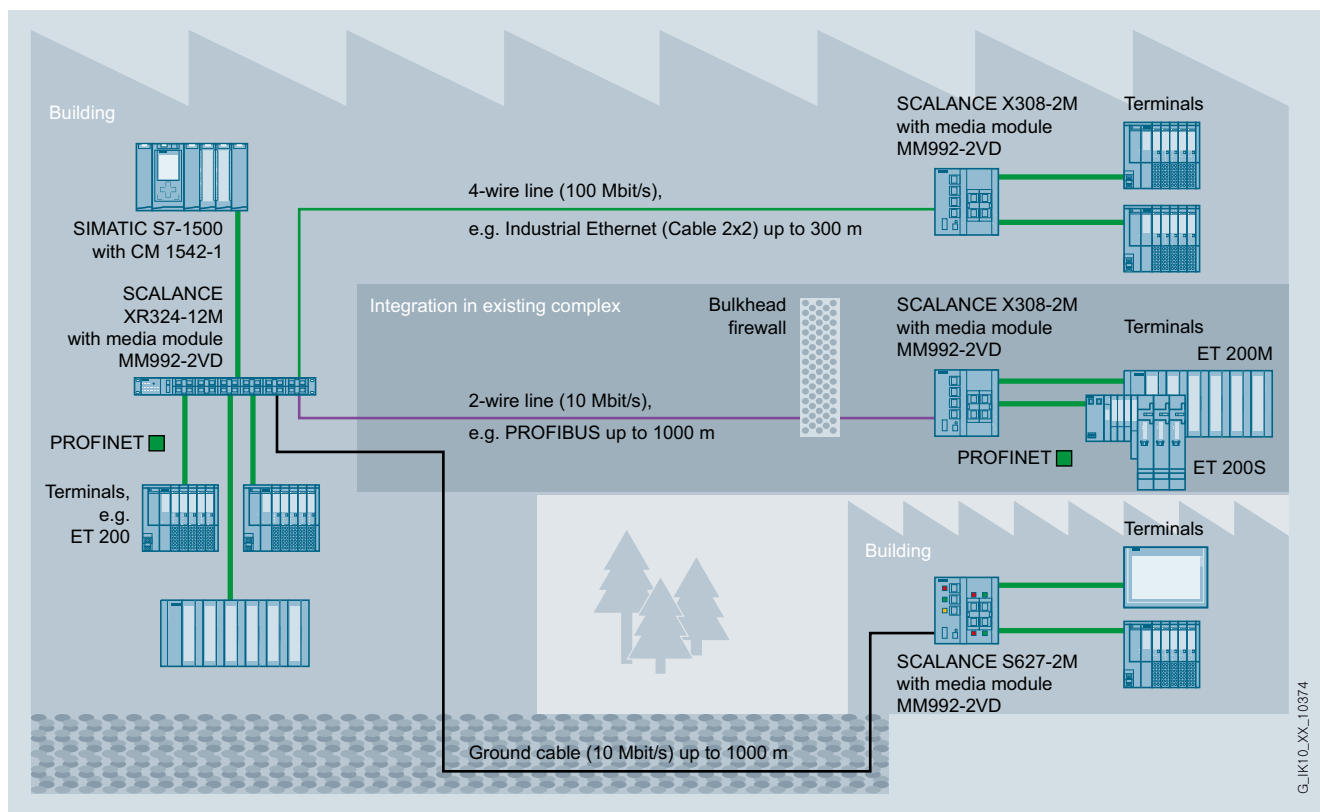 Building
SIMATIC S7-1500
with CM 1542-1
SCALANCE
XR324-12M
with media module
MM992-2VD
PROFINET
Terminals,
e.g.
ET 200
4-wire line (100 Mbit/s),
e.g. Industrial Ethernet (Cable 2x2) up to 300 m
SCALANCE X308-2M
with media module
MM992-2VD
Terminals
Integration in existing complex
Bulkhead
firewall
2-wire line (10 Mbit/s),
e.g. PROFIBUS up to 1000 m
SCALANCE X308-2M
with media module
MM992-2VD
Terminals
ET 200M
PROFINET
ET 200S
Building
Terminals
SCALANCE S627-2M
with media module
MM992-2VD
Ground cable (10 Mbit/s) up to 1000 m
G_IK10_XX_10374